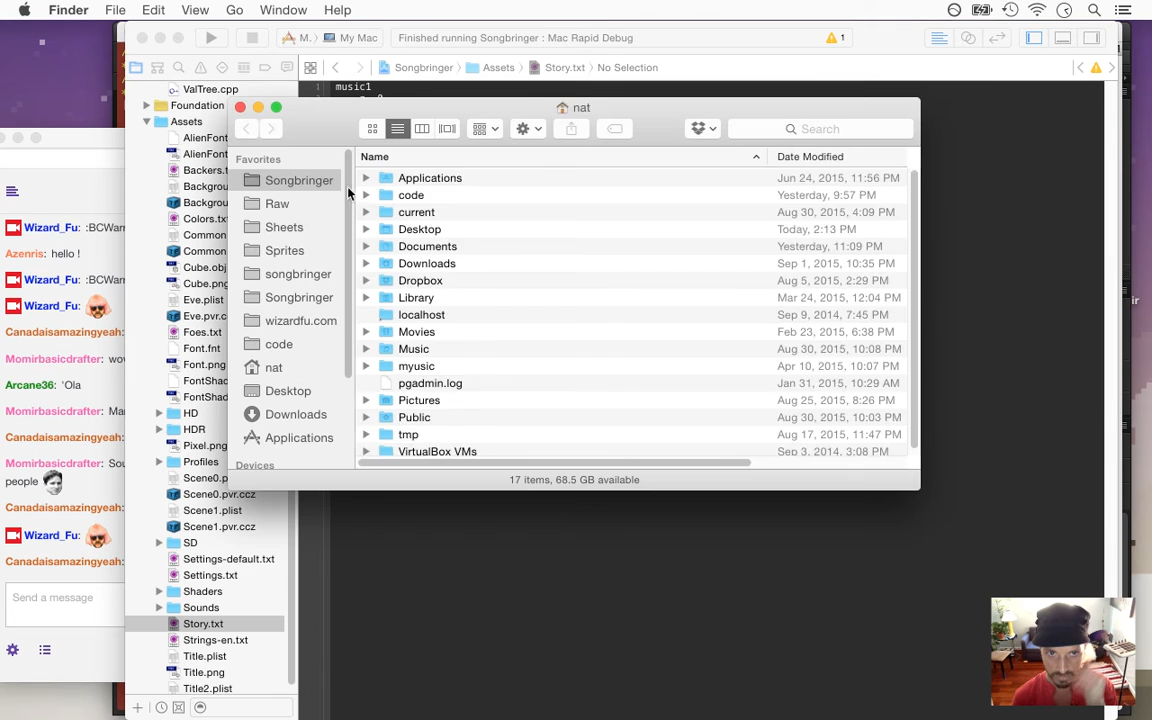 Finder File Edit View Go Window Help
M. My Mac Finished running Songbringer : Mac Rapid Debug 1
Songbringer Assets Story.txt No Selection
ValTree.cpp
Foundation
Assets
AlienFont
AlienFont
Backers.t
Backgrou
Backgrou
Colors.txt
Common
Common
Cube.obj
Cube.png
Eve.plist
Eve.pvr.c
Foes.txt
Font.fnt
Font.png
FontShad
FontShad
HD
HDR
Pixel.png
Profiles
Scene0.p
Scene0.pvr.ccz
Scene1.plist
Scene1.pvr.ccz
SD
Settings-default.txt
Settings.txt
Shaders
Sounds
Story.txt
Strings-en.txt
Title.plist
Title.png
Title2.plist
music1
nat
Search
Favorites
Songbringer
Raw
Sheets
Sprites
songbringer
Songbringer
wizardfu.com
code
nat
Desktop
Downloads
Applications
Devices
Name Date Modified
Applications Jun 24, 2015, 11:56 PM
code Yesterday, 9:57 PM
current Aug 30, 2015, 4:09 PM
Desktop Today, 2:13 PM
Documents Yesterday, 11:09 PM
Downloads Sep 1, 2015, 10:35 PM
Dropbox Aug 5, 2015, 2:29 PM
Library Mar 24, 2015, 12:04 PM
localhost Sep 9, 2014, 7:45 PM
Movies Feb 23, 2015, 6:38 PM
Music Aug 30, 2015, 10:08 PM
myusic Apr 10, 2015, 10:07 PM
pgadmin.log Jan 31, 2015, 10:29 AM
Pictures Aug 25, 2015, 8:26 PM
Public Aug 30, 2015, 10:03 PM
tmp Aug 17, 2015, 11:47 PM
VirtualBox VMs Sep 3, 2014, 3:08 PM
17 items, 68.5 GB available
Wizard_Fu: :BCWarr
Azenris: hello !
Wizard_Fu: :BCWarr
Wizard_Fu:
Canadaisamazingyeah:
Momirbasicdrafter: wov
Arcane36: 'Ola
Momirbasicdrafter: Mar
Canadaisamazingyeah:
Momirbasicdrafter: Sou
people
Canadaisamazingyeah:
Wizard_Fu:
Canadaisamazingyeah:
Send a message